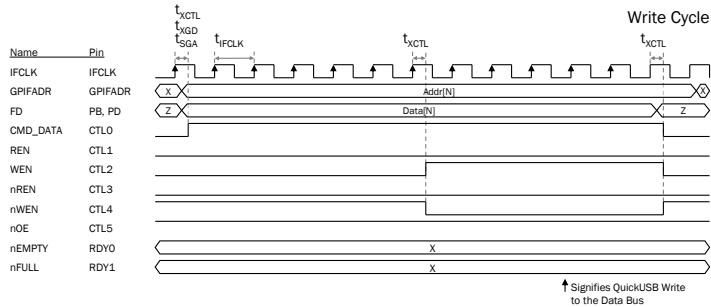 Write Cycle
tXCTL
tXGD
tSGA
tIFCLK
tXCTL
tXCTL
Name Pin
IFCLK IFCLK
GPIFADR GPIFADR X Addr[N] X
FD PB, PD Z Data[N] Z
CMD_DATA CTL0
REN CTL1
WEN CTL2
nREN CTL3
nWEN CTL4
nOE CTL5
nEMPTY RDY0 X
nFULL RDY1 X
Signifies QuickUSB Write
to the Data Bus